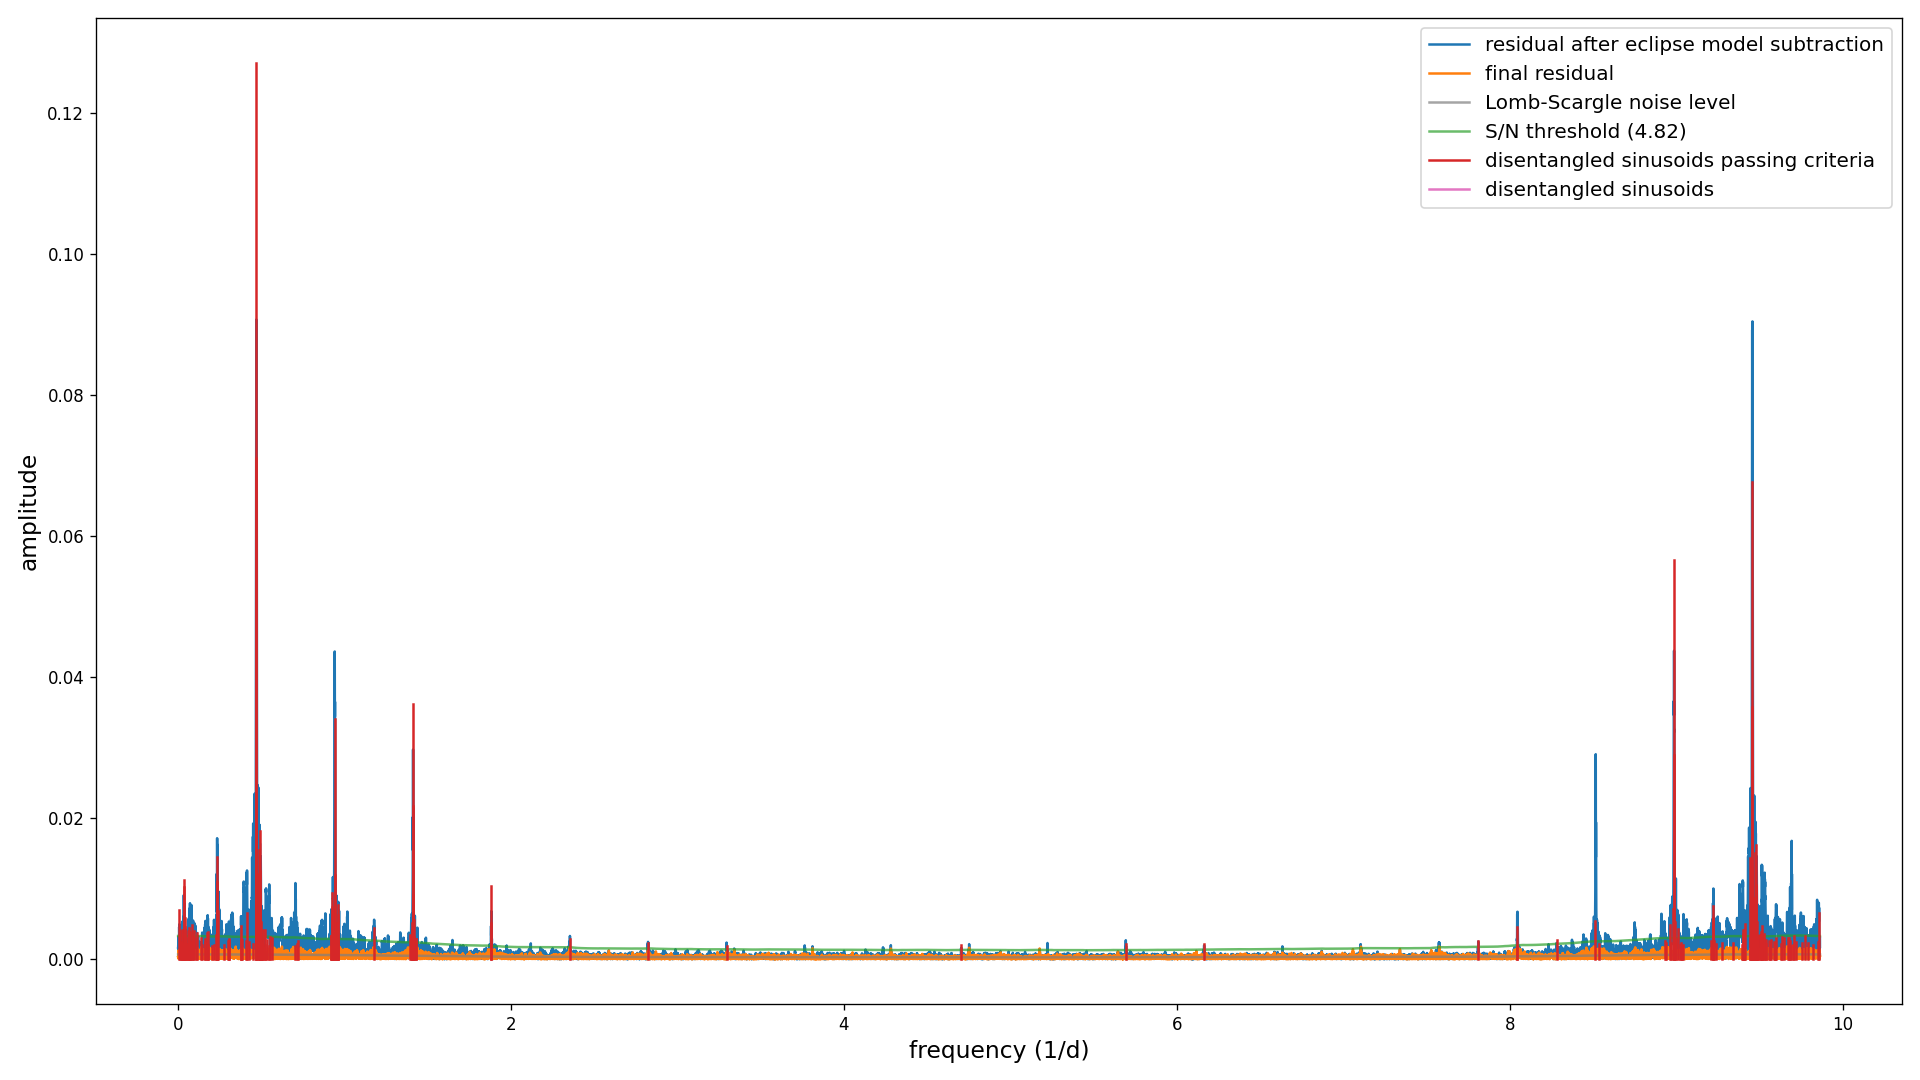 residual after eclipse model subtraction
final residual
Lomb-Scargle noise level
S/N threshold (4.82)
disentangled sinusoids passing criteria
disentangled sinusoids
0.12
0.10
0.08
0.06
0.04
0.02
0.00
amplitude
0 2 4 6 8 10
frequency (1/d)